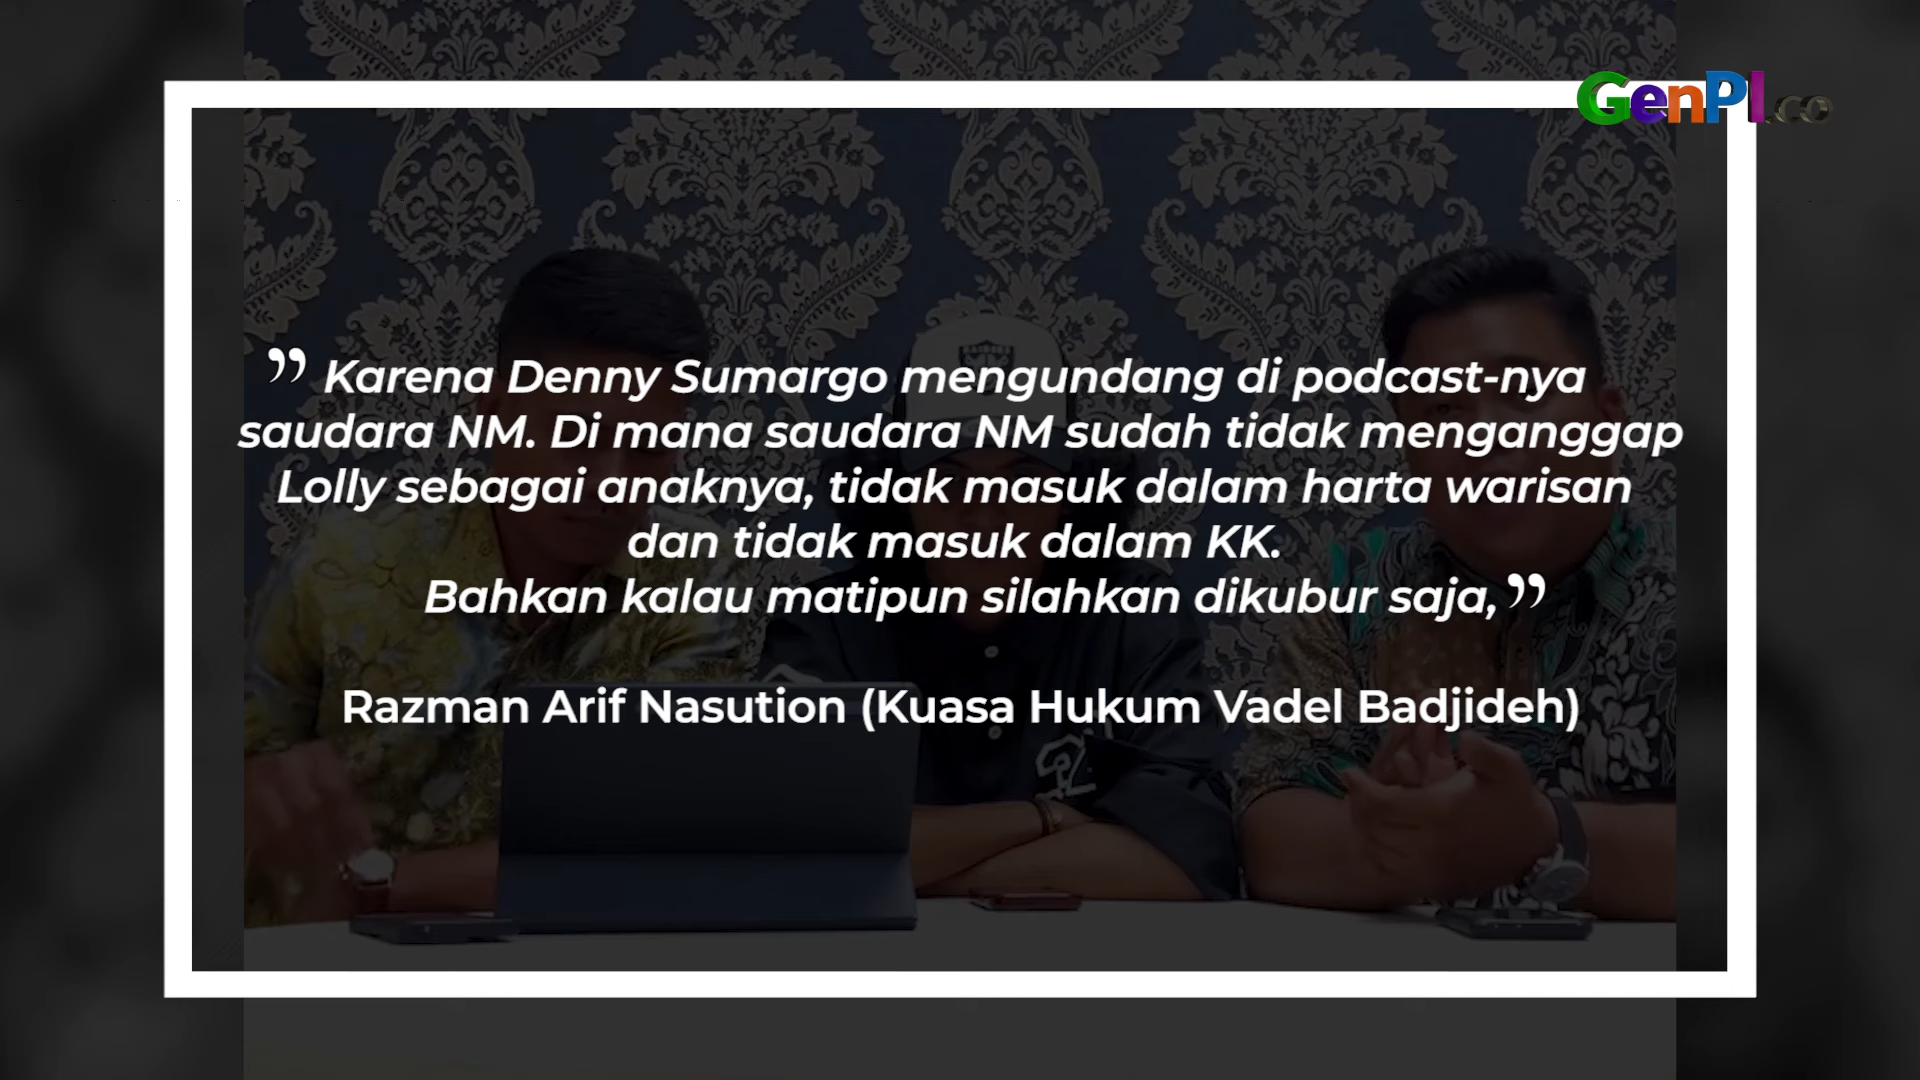 GenPI.co
” Karena Denny Sumargo mengundang di podcast-nya
saudara NM. Di mana saudara NM sudah tidak menganggap
Lolly sebagai anaknya, tidak masuk dalam harta warisan
dan tidak masuk dalam KK.
Bahkan kalau matipun silahkan dikubur saja,”
Razman Arif Nasution (Kuasa Hukum Vadel Badjideh)